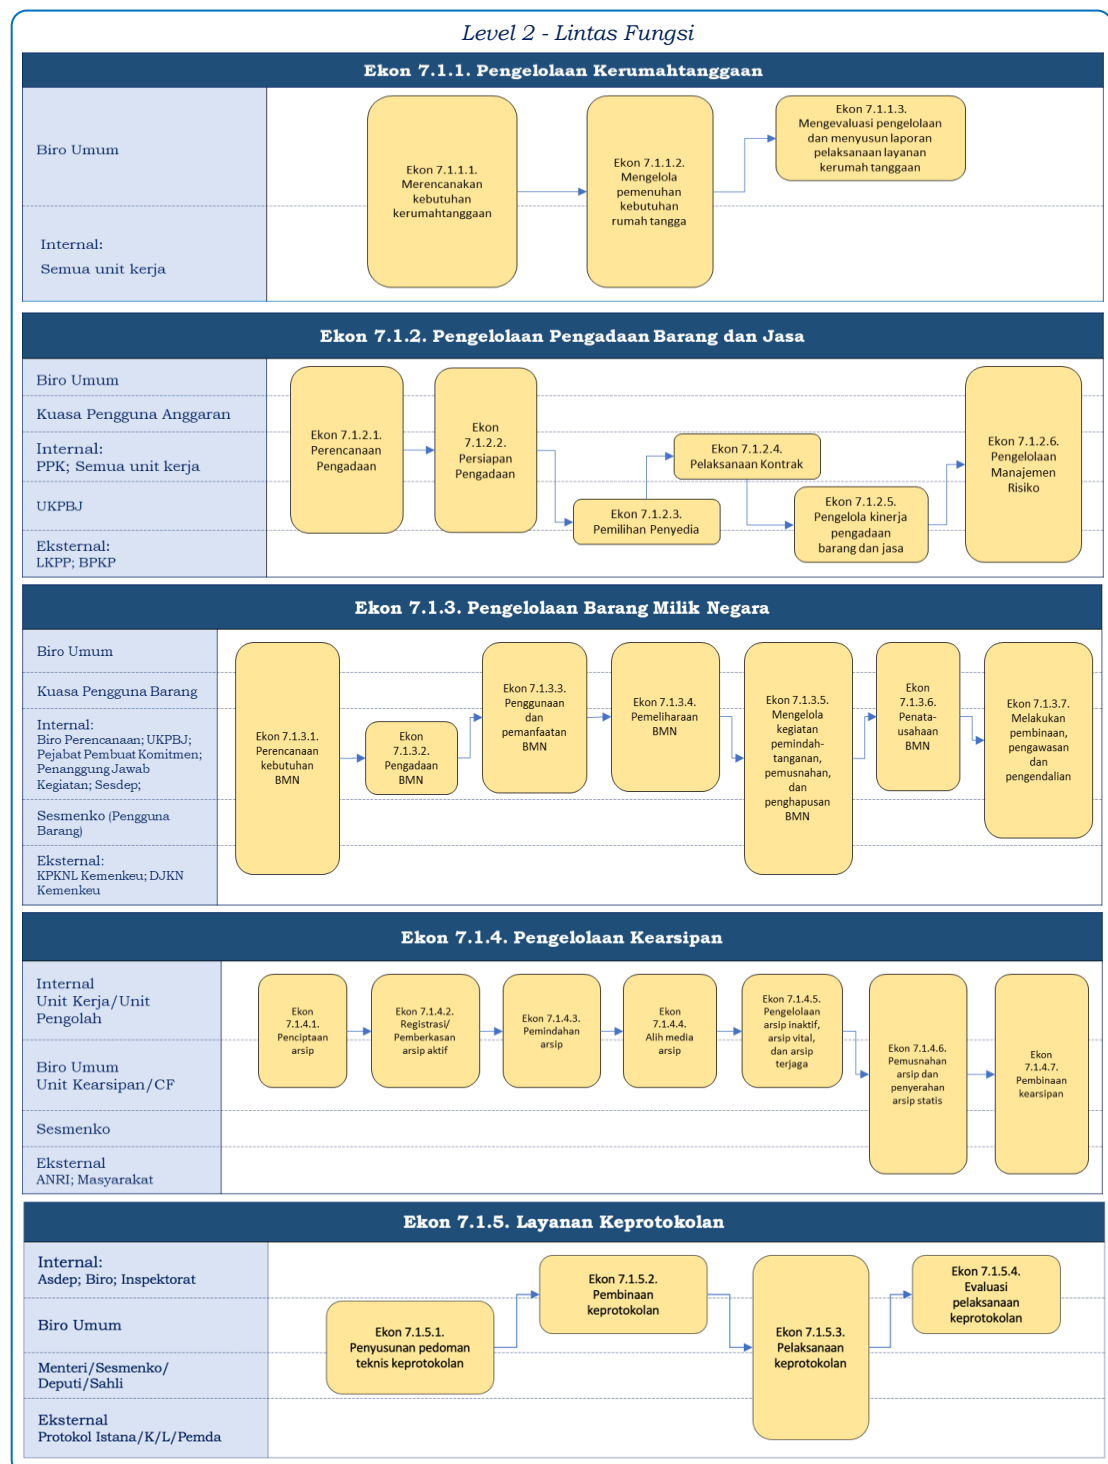 Level 2 - Lintas Fungsi
Ekon 7.1.1. Pengelolaan Kerumahtanggaan
Biro Umum
Internal:
Semua unit kerja
Ekon 7.1.1.1.
Merencanakan
kebutuhan
kerumahtanggaan
Ekon 7.1.1.2.
Mengelola
pemenuhan
kebutuhan
rumah tangga
Ekon 7.1.1.3.
Mengevaluasi pengelolaan
dan menyusun laporan
pelaksanaan layanan
kerumah tanggaan
Ekon 7.1.2. Pengelolaan Pengadaan Barang dan Jasa
Biro Umum
Kuasa Pengguna Anggaran
Internal:
PPK; Semua unit kerja
UKPBJ
Eksternal:
LKPP; BPKP
Ekon 7.1.2.1.
Perencanaan
Pengadaan
Ekon
7.1.2.2.
Persiapan
Pengadaan
Ekon 7.1.2.3.
Pemilihan Penyedia
Ekon 7.1.2.4.
Pelaksanaan Kontrak
Ekon 7.1.2.5.
Pengelola kinerja
pengadaan
barang dan jasa
Ekon 7.1.2.6.
Pengelolaan
Manajemen
Risiko
Ekon 7.1.3. Pengelolaan Barang Milik Negara
Biro Umum
Kuasa Pengguna Barang
Internal:
Biro Perencanaan; UKPBJ;
Pejabat Pembuat Komitmen;
Penanggung Jawab
Kegiatan; Sesdep;
Sesmenko (Pengguna
Barang)
Eksternal:
KPKNL Kemenkeu; DJKN
Kemenkeu
Ekon 7.1.3.1.
Perencanaan
kebutuhan
BMN
Ekon
7.1.3.2.
Pengadaan
BMN
Ekon 7.1.3.3.
Penggunaan
dan
pemanfaatan
BMN
Ekon 7.1.3.4.
Pemeliharaan
BMN
Ekon 7.1.3.5.
Mengelola
kegiatan
pemindah-
tanganan,
pemusnahan,
dan
penghapusan
BMN
Ekon
7.1.3.6.
Penata-
usahaan
BMN
Ekon 7.1.3.7.
Melakukan
pembinaan,
pengawasan
dan
pengendalian
Ekon 7.1.4. Pengelolaan Kearsipan
Internal
Unit Kerja/Unit
Pengolah
Biro Umum
Unit Kearsipan/CF
Sesmenko
Eksternal
ANRI; Masyarakat
Ekon
7.1.4.1.
Penciptaan
arsip
Ekon 7.1.4.2.
Registrasi/
Pemberkasan
arsip aktif
Ekon 7.1.4.3.
Pemindahan
arsip
Ekon
7.1.4.4.
Alih media
arsip
Ekon 7.1.4.5.
Pengelolaan
arsip inaktif,
arsip vital,
dan arsip
terjaga
Ekon 7.1.4.6.
Pemusnahan
arsip dan
penyerahan
arsip statis
Ekon
7.1.4.7.
Pembinaan
kearsipan
Ekon 7.1.5. Layanan Keprotokolan
Internal:
Asdep; Biro; Inspektorat
Biro Umum
Menteri/Sesmenko/
Deputi/Sahli
Eksternal
Protokol Istana/K/L/Pemda
Ekon 7.1.5.1.
Penyusunan pedoman
teknis keprotokolan
Ekon 7.1.5.2.
Pembinaan
keprotokolan
Ekon 7.1.5.3.
Pelaksanaan
keprotokolan
Ekon 7.1.5.4.
Evaluasi
pelaksanaan
keprotokolan